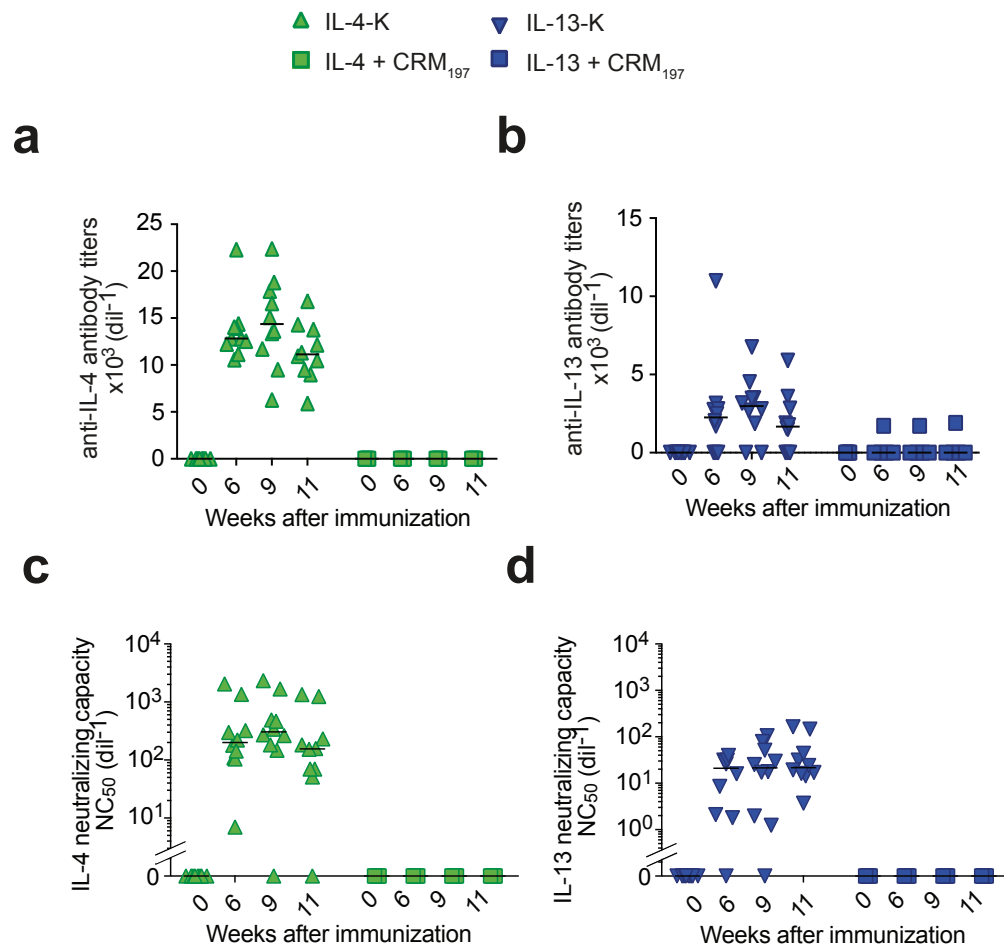 IL-4-K IL-13-K
IL-4 + CRM₁₉₇ IL-13 + CRM₁₉₇
a
anti-IL-4 antibody titers
x10³ (dil⁻¹)
25
20
15
10
5
0
0 6 9 11 0 6 9 11
Weeks after immunization
b
anti-IL-13 antibody titers
x10³ (dil⁻¹)
15
10
5
0
0 6 9 11 0 6 9 11
Weeks after immunization
c
IL-4 neutralizing capacity
NC₅₀ (dil⁻¹)
10⁴
10³
10²
10¹
0
0 6 9 11 0 6 9 11
Weeks after immunization
d
IL-13 neutralizing capacity
NC₅₀ (dil⁻¹)
10⁴
10³
10²
10¹
10⁰
0
0 6 9 11 0 6 9 11
Weeks after immunization